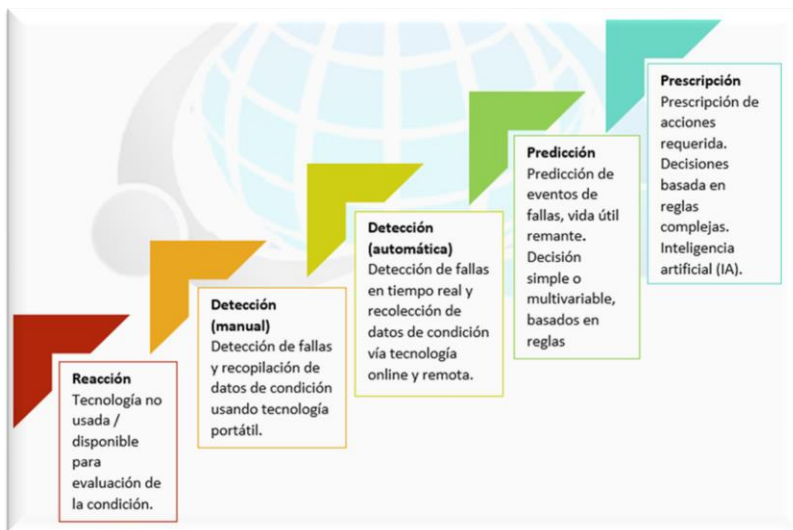 Reacción
Tecnología no
usada /
disponible
para
evaluación de
la condición.
Detección
(manual)
Detección de fallas
y recopilación de
datos de condición
usando tecnología
portátil.
Detección
(automática)
Detección de fallas
en tiempo real y
recolección de
datos de condición
vía tecnología
online y remota.
Predicción
Predicción de
eventos de
fallas, vida útil
remante.
Decisión
simple o
multivariable,
basados en
reglas
Prescripción
Prescripción de
acciones
requerida.
Decisiones
basada en
reglas
complejas.
Inteligencia
artificial (IA).